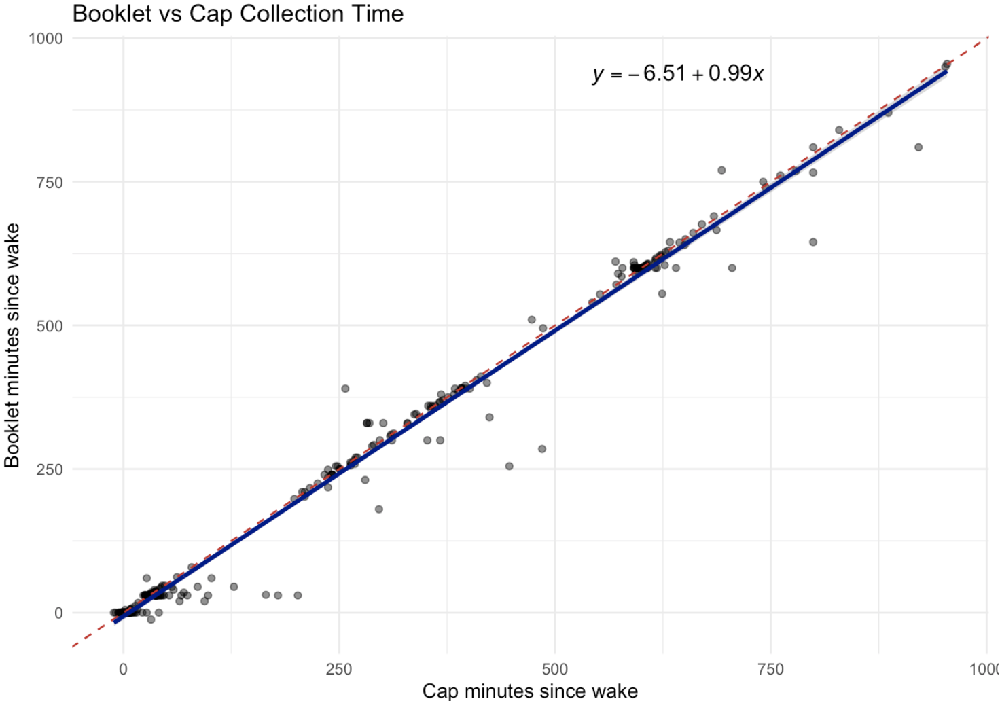 Booklet vs Cap Collection Time
1000
y = −6.51 + 0.99x
750
500
250
0
Booklet minutes since wake
0 250 500 750 1000
Cap minutes since wake